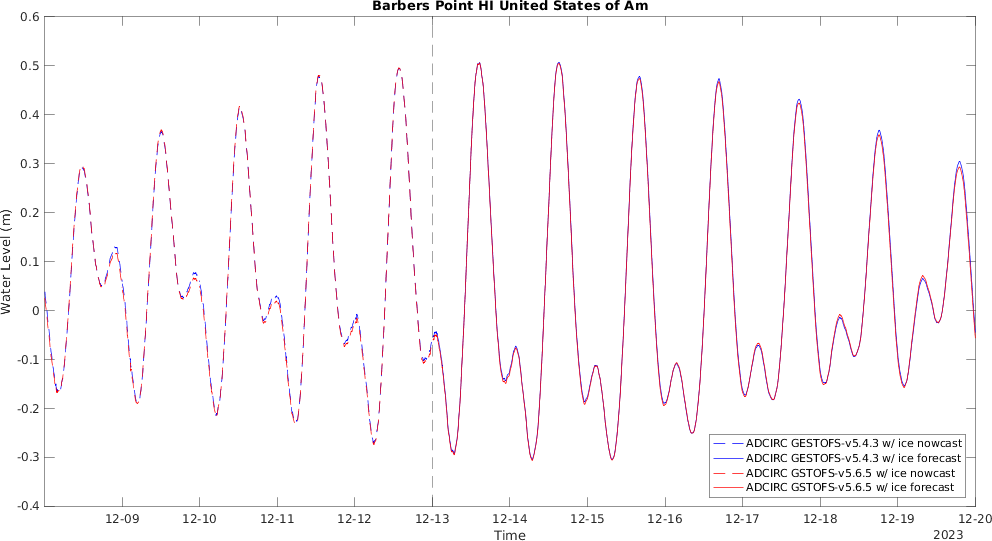 Barbers Point HI United States of Am
0.6
0.5
0.4
0.3
0.2
0.1
0
-0.1
-0.2
-0.3
-0.4
Water Level (m)
ADCIRC GESTOFS-v5.4.3 w/ ice nowcast
ADCIRC GESTOFS-v5.4.3 w/ ice forecast
ADCIRC GSTOFS-v5.6.5 w/ ice nowcast
ADCIRC GSTOFS-v5.6.5 w/ ice forecast
12-09 12-10 12-11 12-12 12-13 12-14 12-15 12-16 12-17 12-18 12-19 12-20
Time
2023